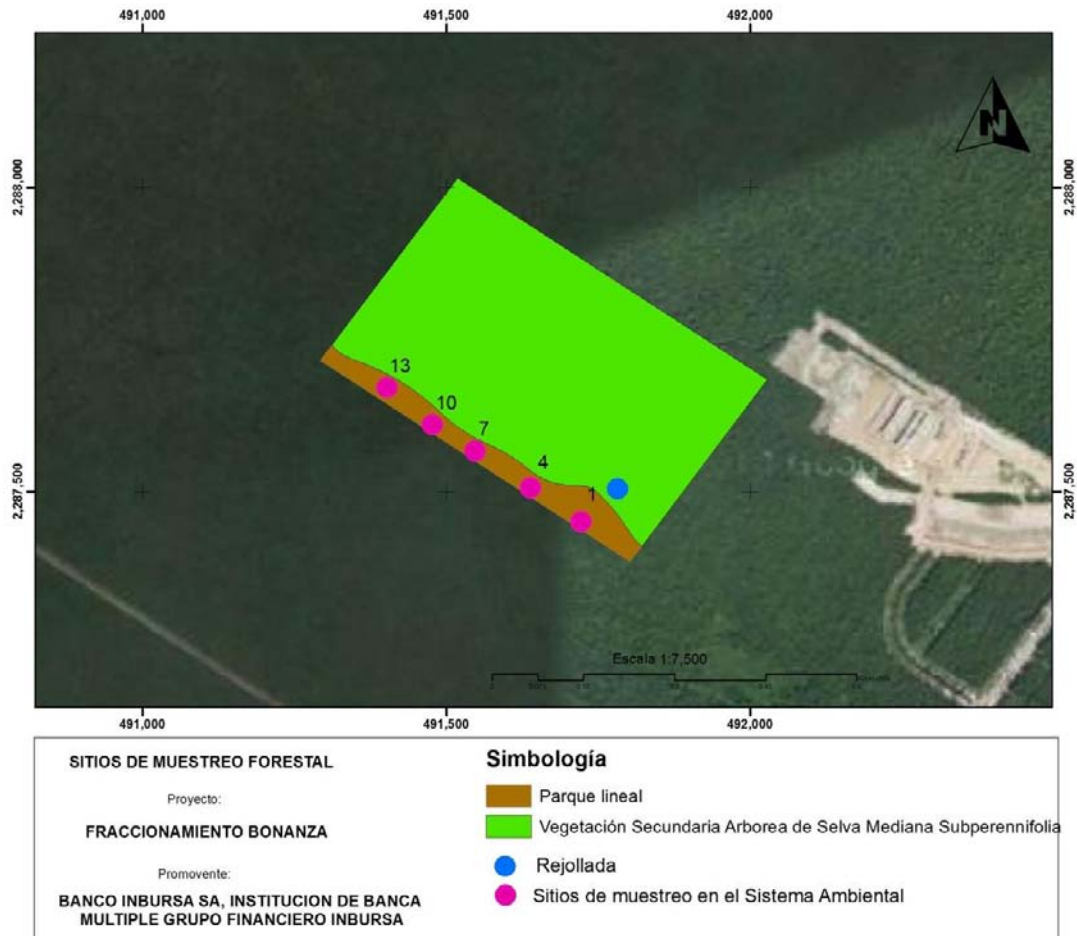 491,000 491,500 492,000
N
2,288,000 2,288,000
13
10
7
4
1
2,287,500 2,287,500
Escala 1:7,500
0
491,000 491,500 492,000
SITIOS DE MUESTREO FORESTAL
Proyecto:
FRACCIONAMIENTO BONANZA
Promovente:
BANCO INBURSA SA, INSTITUCION DE BANCA
MULTIPLE GRUPO FINANCIERO INBURSA
Simbología
Parque lineal
Vegetación Secundaria Arborea de Selva Mediana Subperennifolia
Rejollada
Sitios de muestreo en el Sistema Ambiental